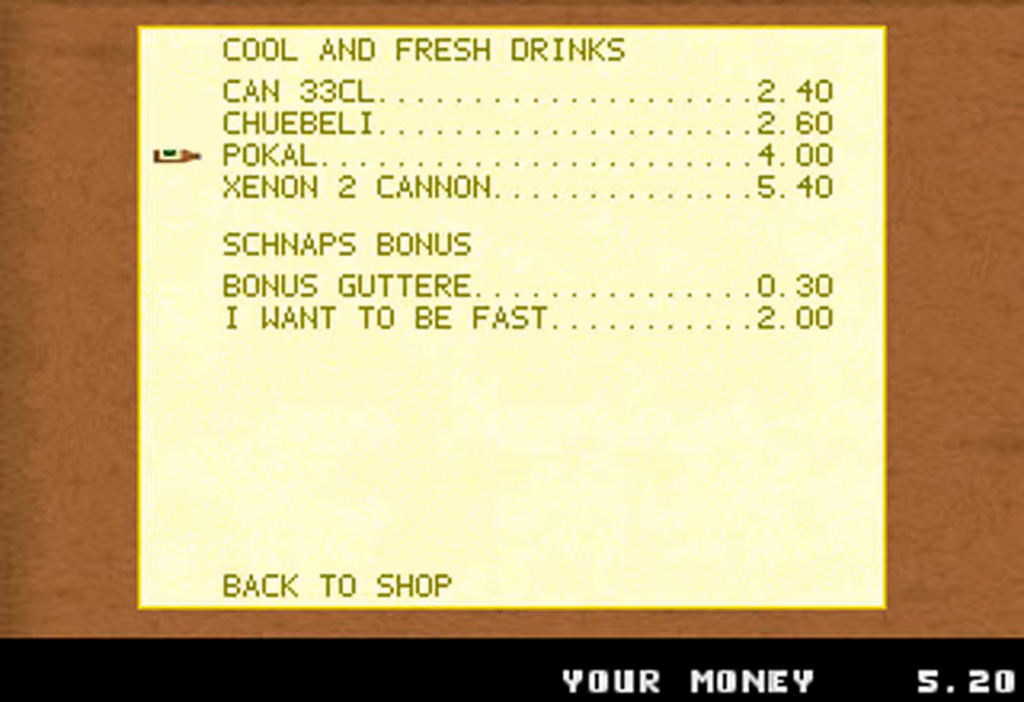 COOL AND FRESH DRINKS
CAN 33CL....................2.40
CHUEBELI....................2.60
POKAL.......................4.00
XENON 2 CANNON..............5.40
SCHNAPS BONUS
BONUS GUTTERE...............0.30
I WANT TO BE FAST...........2.00
BACK TO SHOP
YOUR MONEY 5.20